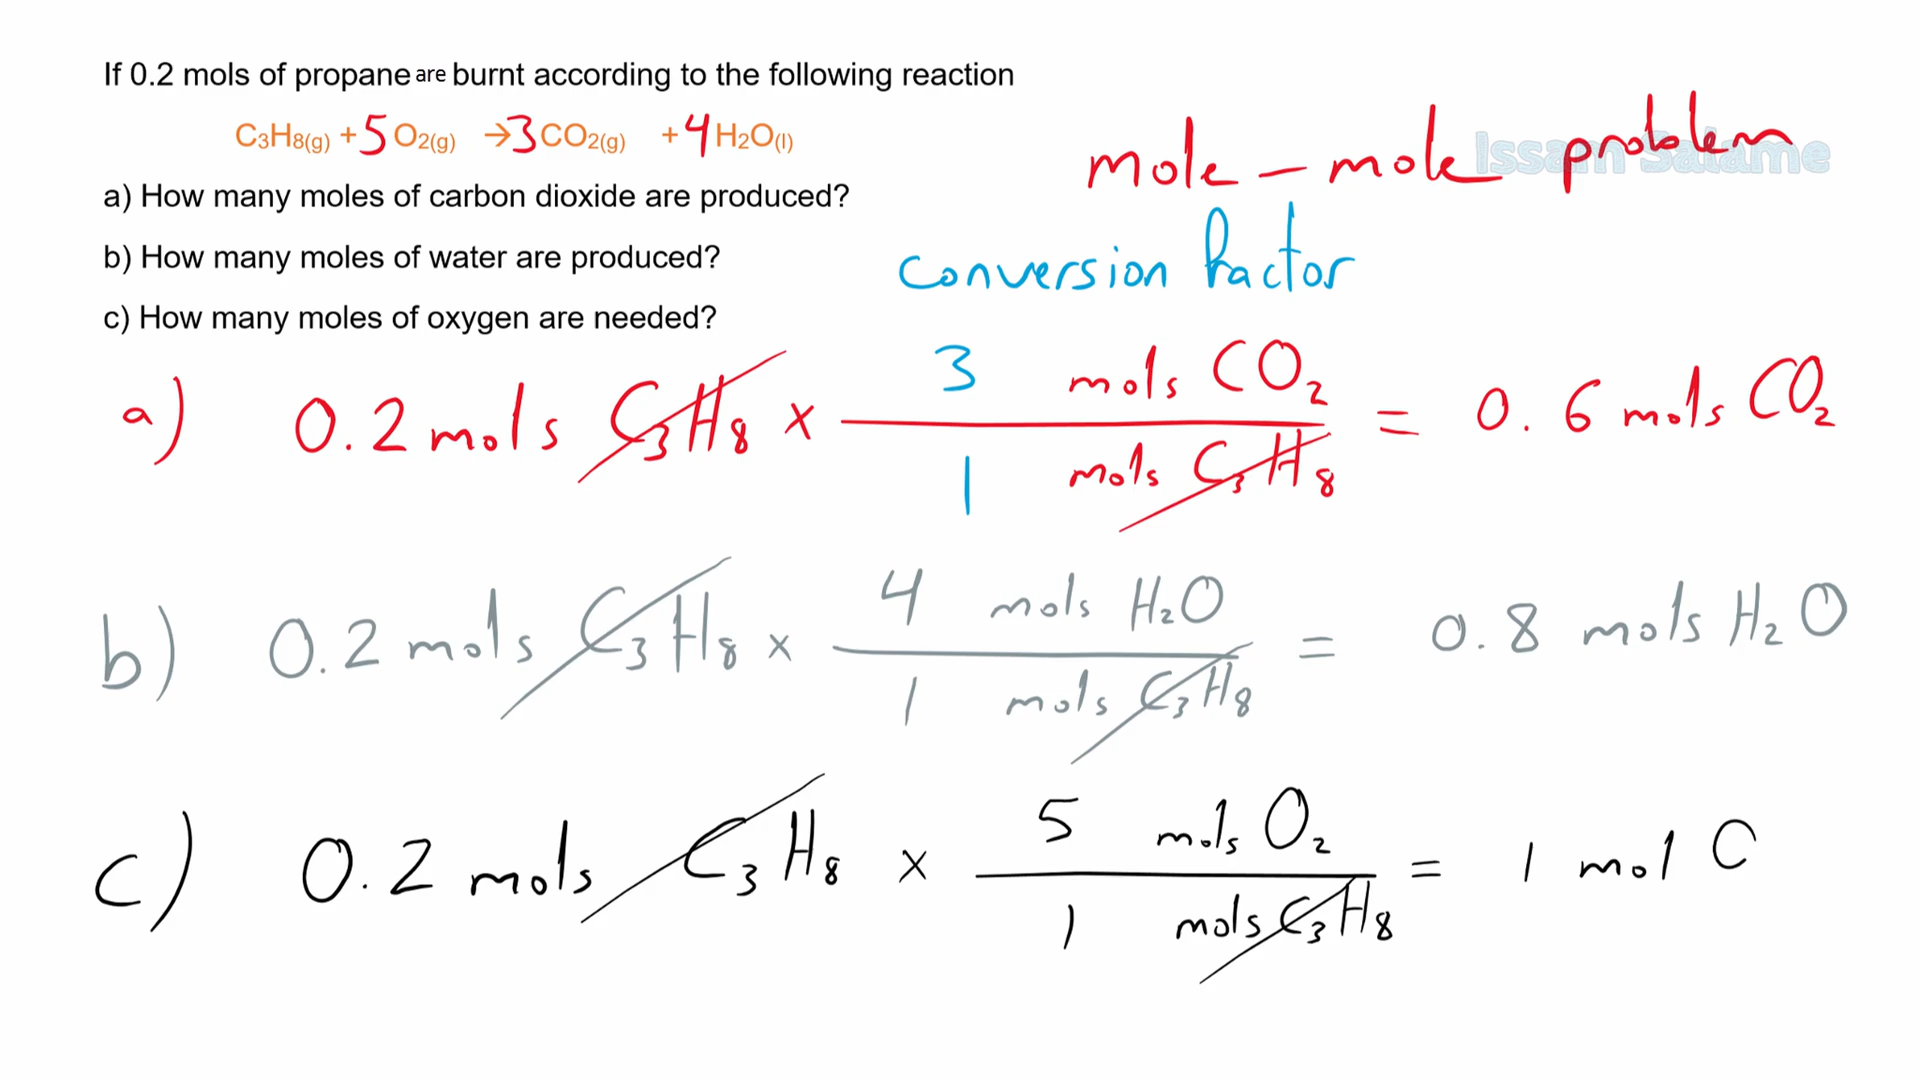 If 0.2 mols of propane are burnt according to the following reaction
C3H8(g) + 5 O2(g) → 3 CO2(g) + 4 H2O(l)
Issam Salame
mole - mole problem
a) How many moles of carbon dioxide are produced?
b) How many moles of water are produced?
conversion factor
c) How many moles of oxygen are needed?
a) 0.2 mols C3H8 × 3 mols CO2 / 1 mols C3H8 = 0.6 mols CO2
b) 0.2 mols C3H8 × 4 mols H2O / 1 mols C3H8 = 0.8 mols H2O
c) 0.2 mols C3H8 × 5 mols O2 / 1 mols C3H8 = 1 mol C